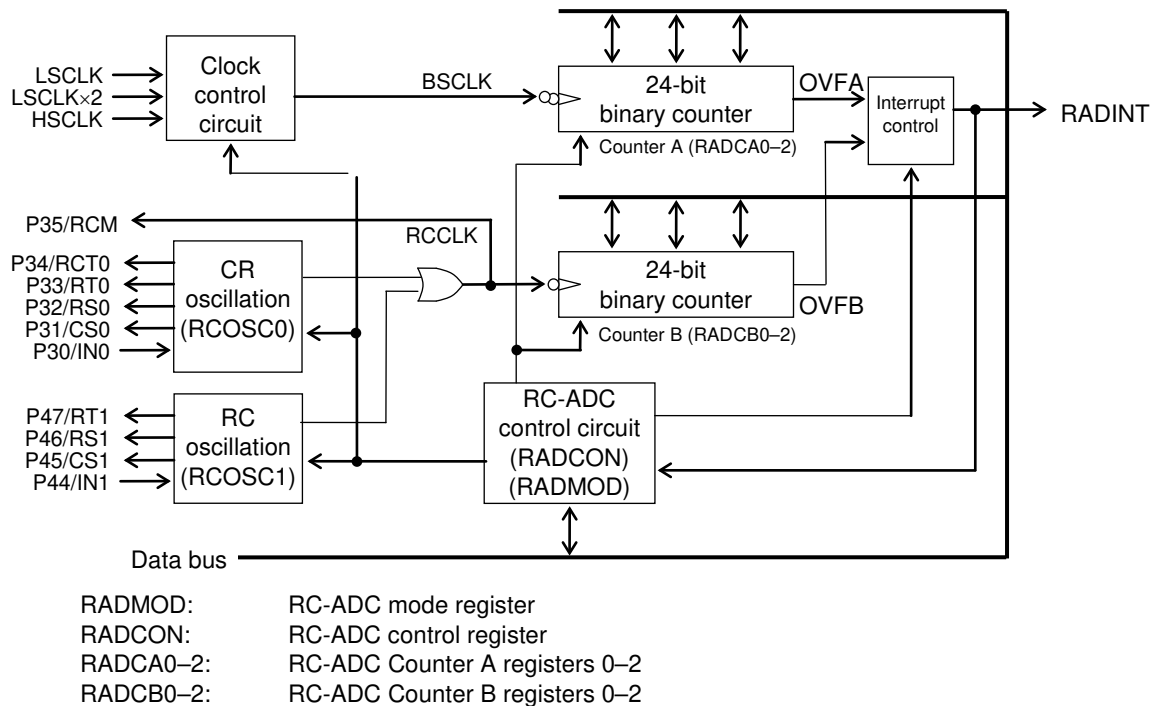 LSCLK
LSCLK×2
HSCLK
Clock
control
circuit
BSCLK
24-bit
binary counter
Counter A (RADCA0–2)
OVFA
Interrupt
control
RADINT
P35/RCM
RCCLK
P34/RCT0
P33/RT0
P32/RS0
P31/CS0
P30/IN0
CR
oscillation
(RCOSC0)
24-bit
binary counter
Counter B (RADCB0–2)
OVFB
P47/RT1
P46/RS1
P45/CS1
P44/IN1
RC
oscillation
(RCOSC1)
RC-ADC
control circuit
(RADCON)
(RADMOD)
Data bus
RADMOD: RC-ADC mode register
RADCON: RC-ADC control register
RADCA0–2: RC-ADC Counter A registers 0–2
RADCB0–2: RC-ADC Counter B registers 0–2